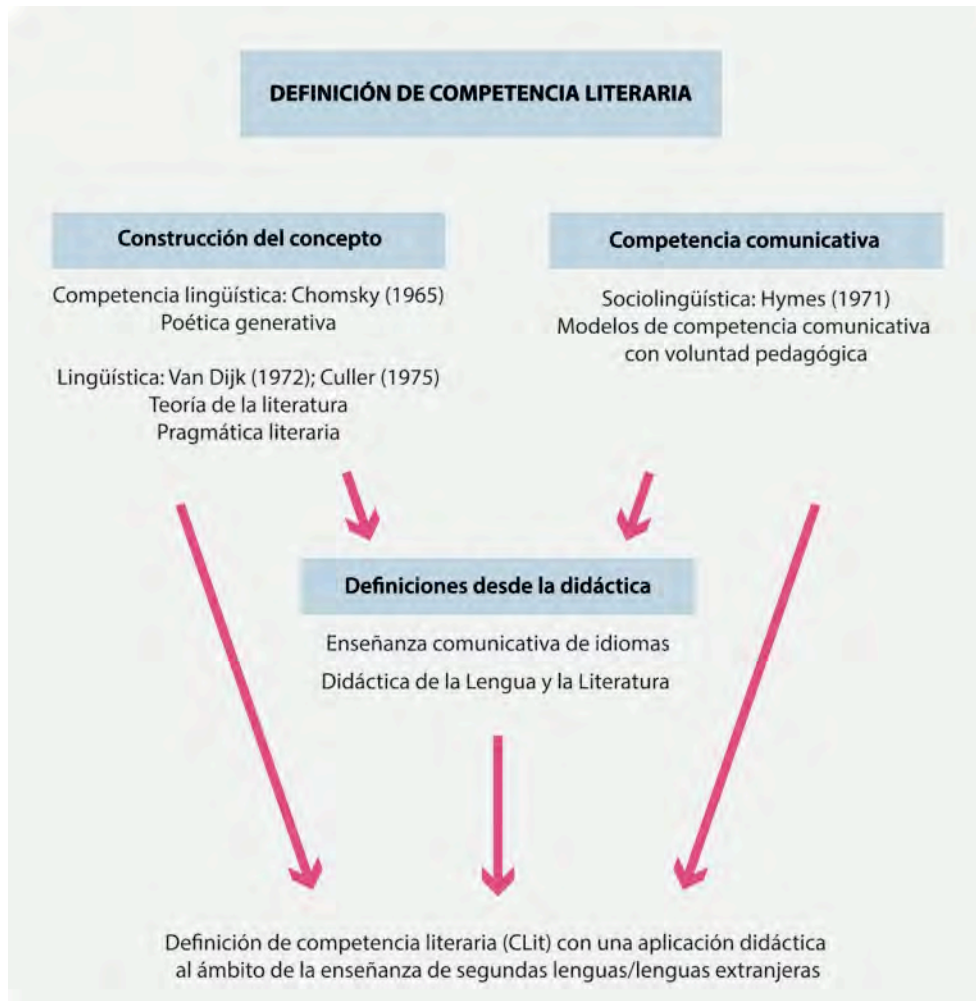 DEFINICIÓN DE COMPETENCIA LITERARIA
Construcción del concepto
Competencia lingüística: Chomsky (1965)
Poética generativa
Lingüística: Van Dijk (1972); Culler (1975)
Teoría de la literatura
Pragmática literaria
Competencia comunicativa
Sociolingüística: Hymes (1971)
Modelos de competencia comunicativa
con voluntad pedagógica
Definiciones desde la didáctica
Enseñanza comunicativa de idiomas
Didáctica de la Lengua y la Literatura
Definición de competencia literaria (CLit) con una aplicación didáctica
al ámbito de la enseñanza de segundas lenguas/lenguas extranjeras